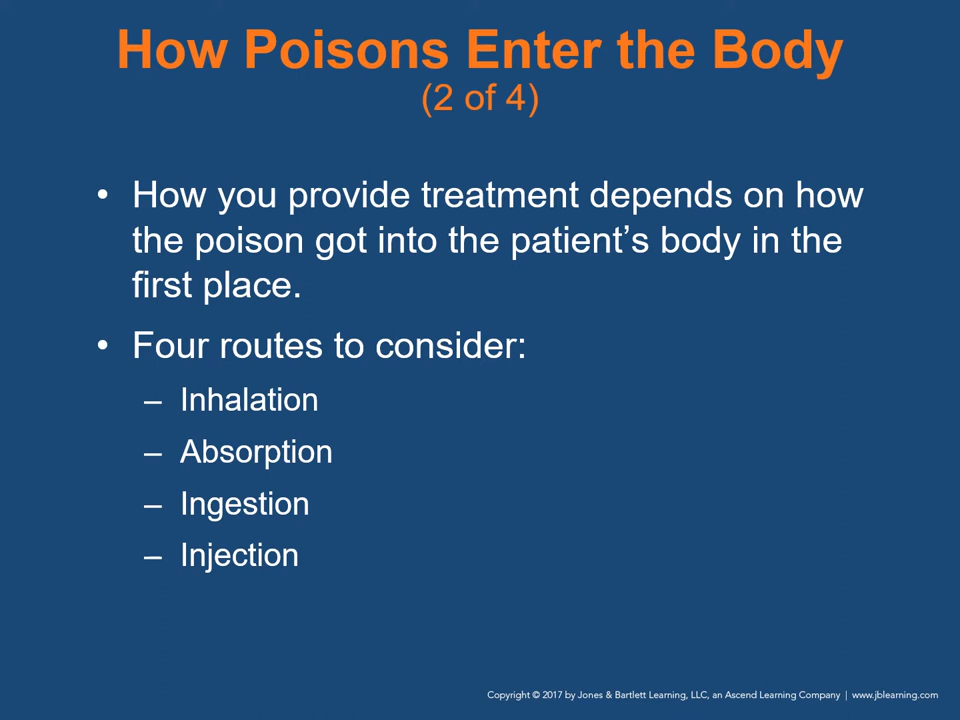 How Poisons Enter the Body
(2 of 4)
• How you provide treatment depends on how
the poison got into the patient’s body in the
first place.
• Four routes to consider:
– Inhalation
– Absorption
– Ingestion
– Injection
Copyright © 2017 by Jones & Bartlett Learning, LLC, an Ascend Learning Company | www.jblearning.com